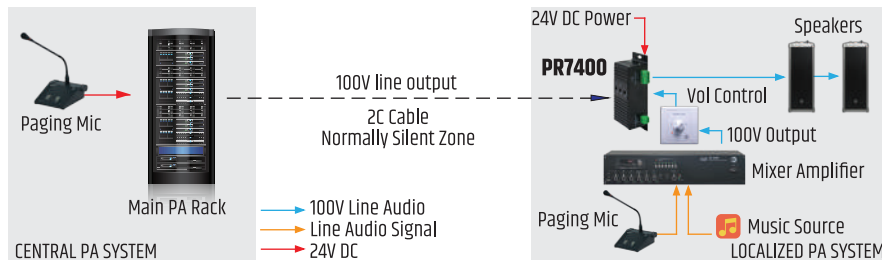 24V DC Power
Speakers
PR7400
100V line output
Vol Control
2C Cable
Normally Silent Zone
Paging Mic
100V Output
Mixer Amplifier
Main PA Rack
100V Line Audio
Line Audio Signal
24V DC
Paging Mic
Music Source
CENTRAL PA SYSTEM
LOCALIZED PA SYSTEM